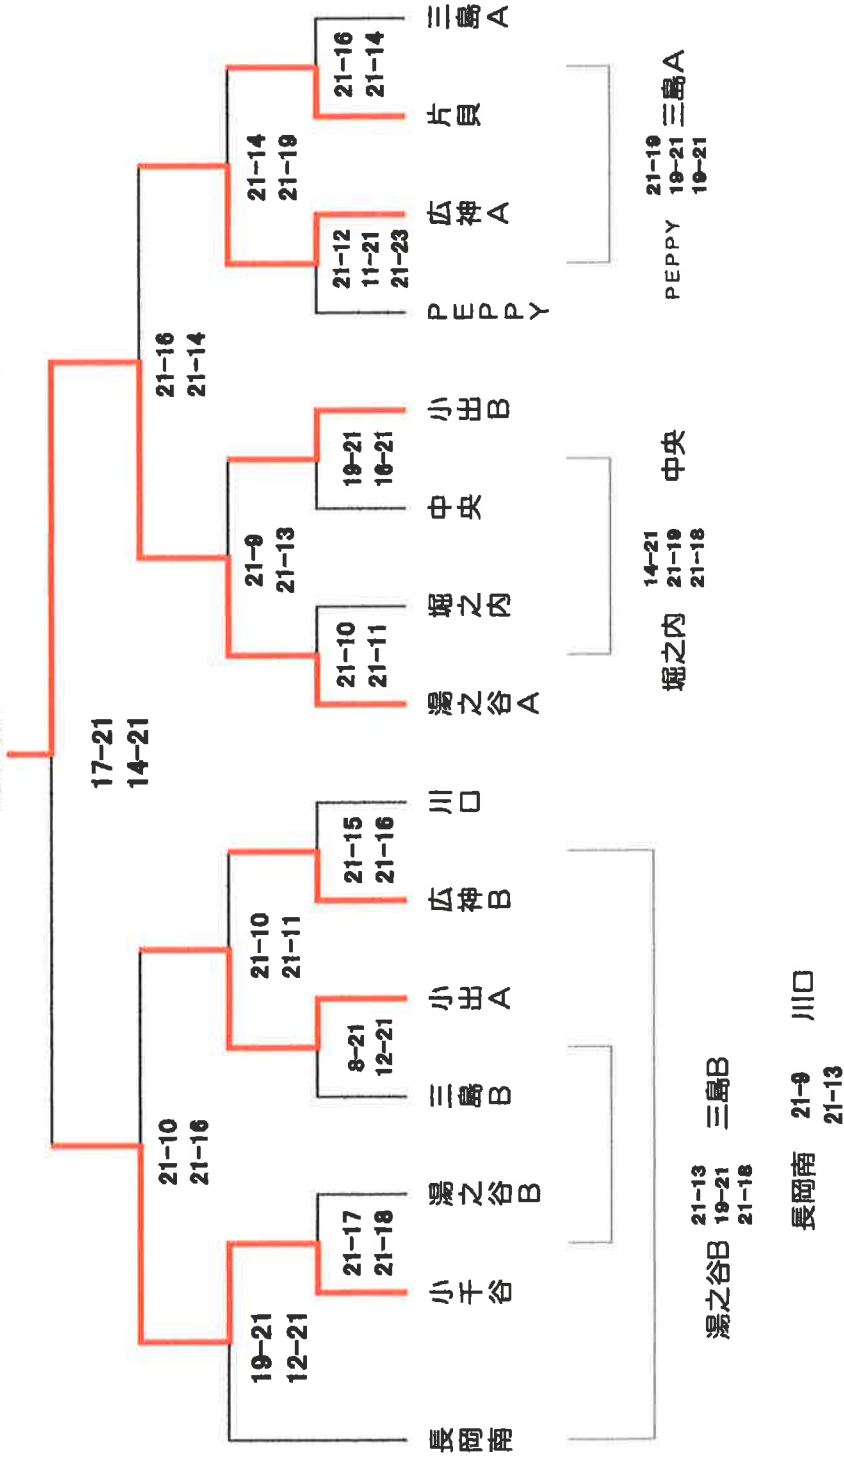 17-21
14-21
21-10
21-16
21-16
21-14
19-21
12-21
21-10
21-11
21-9
21-13
21-14
21-19
21-17
21-18
8-21
12-21
21-15
21-16
21-10
21-11
19-21
16-21
21-12
11-21
21-23
21-16
21-14
長岡南
小千谷
湯之谷B
三島B
小出A
広神B
川口
湯之谷A
堀之内
中央
小出B
PEPPY
広神A
片貝
三島A
湯之谷B 21-13 三島B
19-21
21-18
長岡南 21-9 川口
21-13
堀之内 14-21 中央
21-19
21-18
PEPPY 21-19 三島A
19-21
19-21